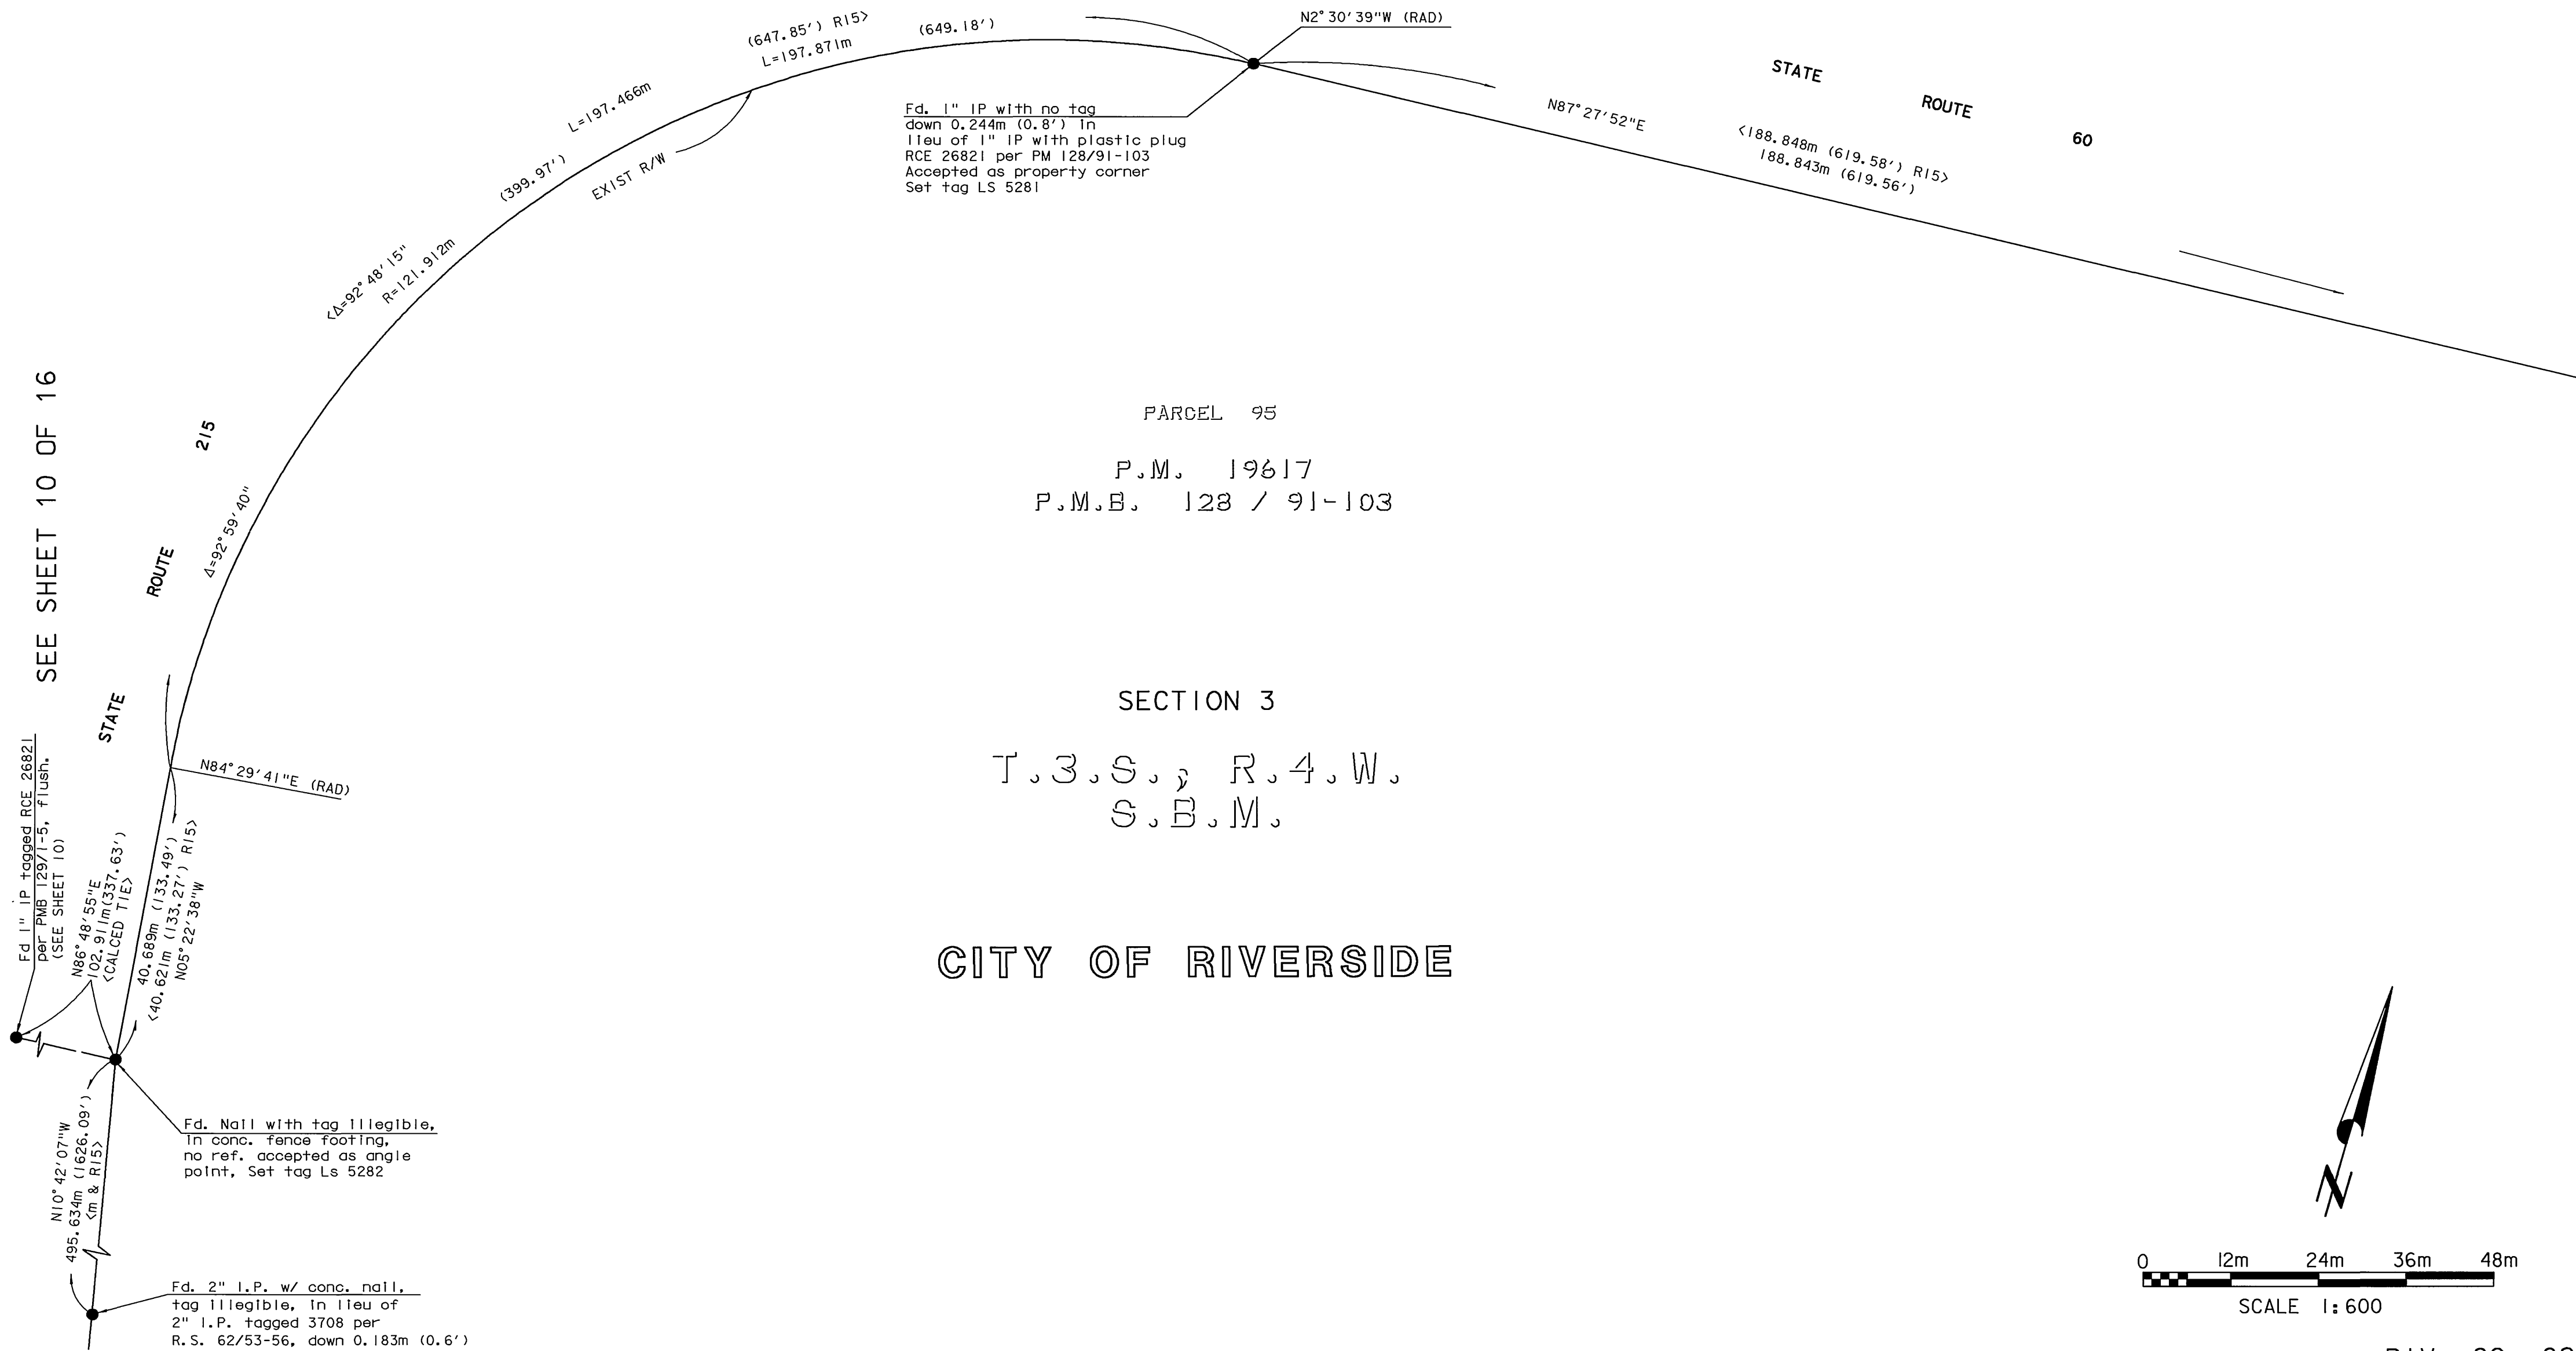 N2°30'39"W (RAD)
(647.85') R15>
L=197.871m
(649.18')
L=197.466m
(399.97')
EXIST R/W
<Δ=92°48'15"
R=121.912m
Δ=92°59'40"
Fd. 1" IP with no tag
down 0.244m (0.8') in
lieu of 1" IP with plastic plug
RCE 26821 per PM 128/91-103
Accepted as property corner
Set tag LS 5281
STATE ROUTE 60
N87°27'52"E
<188.848m (619.58') R15>
188.843m (619.56')
SEE SHEET 10 OF 16
STATE ROUTE 215
PARCEL 95
P.M. 19617
P.M.B. 128 / 91-103
SECTION 3
T.3.S., R.4.W.
S.B.M.
CITY OF RIVERSIDE
N84°29'41"E (RAD)
Fd 1" IP tagged RCE 26821
per PMB 129/1-5, flush.
(SEE SHEET 10)
N86°48'55"E
102.911m(337.63')
<CALCED TIE>
40.689m (133.49')
<40.621m (133.27') R15>
N05°22'38"W
Fd. Nail with tag illegible,
in conc. fence footing,
no ref. accepted as angle
point, Set tag Ls 5282
N10°42'07"W
495.634m (1626.09')
<m & R15>
Fd. 2" I.P. w/ conc. nail,
tag illegible, in lieu of
2" I.P. tagged 3708 per
R.S. 62/53-56, down 0.183m (0.6')
N
0 12m 24m 36m 48m
SCALE 1:600